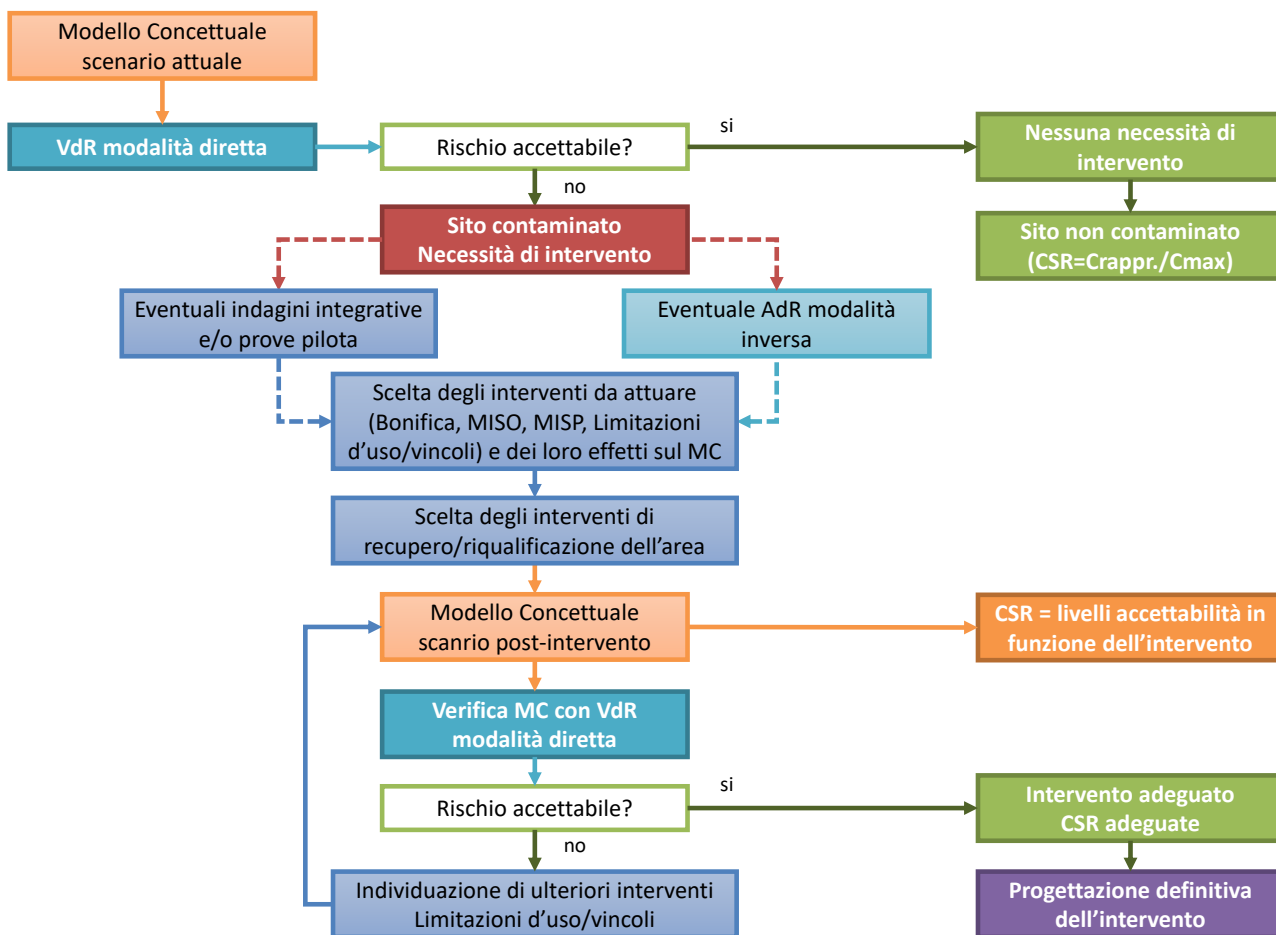 Modello Concettuale
scenario attuale
VdR modalità diretta
Rischio accettabile?
si
Nessuna necessità di
intervento
no
Sito contaminato
Necessità di intervento
Sito non contaminato
(CSR=Crappr./Cmax)
Eventuali indagini integrative
e/o prove pilota
Eventuale AdR modalità
inversa
Scelta degli interventi da attuare
(Bonifica, MISO, MISP, Limitazioni
d’uso/vincoli) e dei loro effetti sul MC
Scelta degli interventi di
recupero/riqualificazione dell’area
Modello Concettuale
scanrio post-intervento
CSR = livelli accettabilità in
funzione dell’intervento
Verifica MC con VdR
modalità diretta
Rischio accettabile?
si
Intervento adeguato
CSR adeguate
no
Individuazione di ulteriori interventi
Limitazioni d’uso/vincoli
Progettazione definitiva
dell’intervento